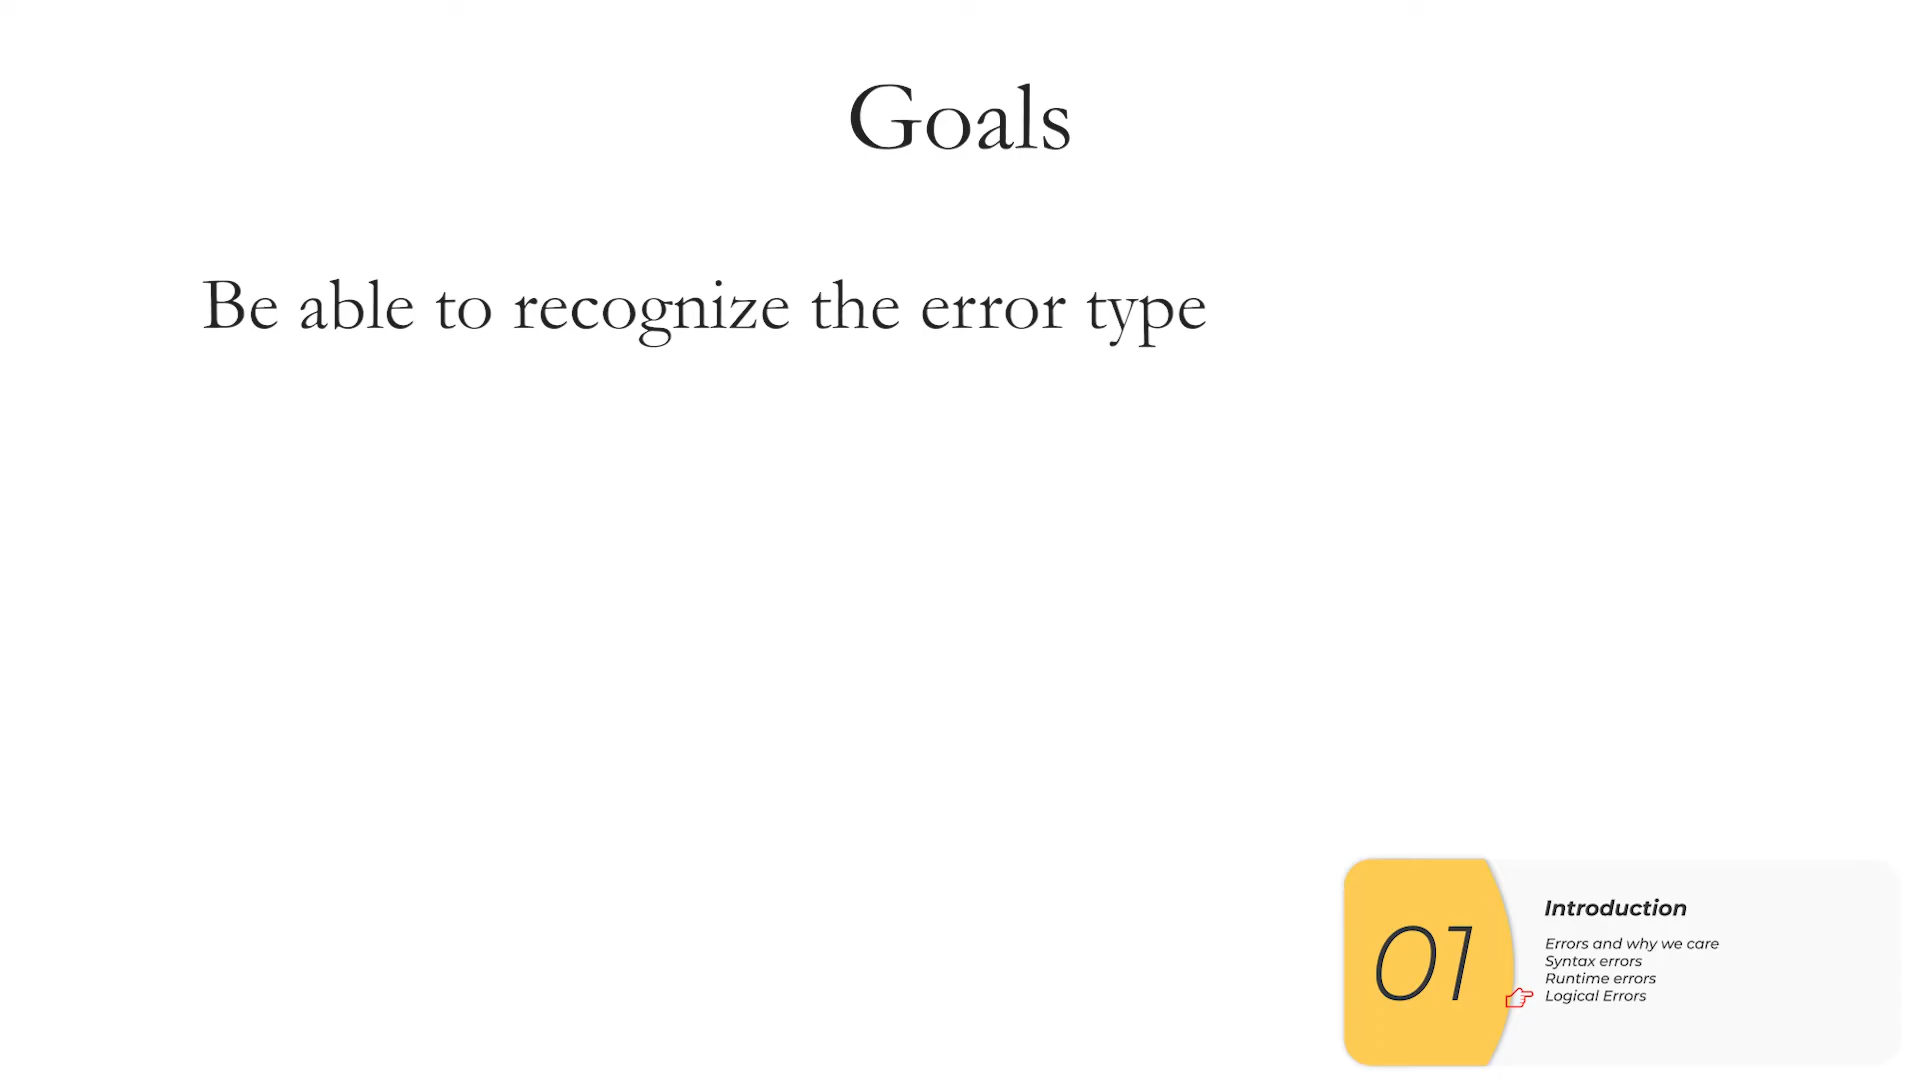 Goals
Be able to recognize the error type
01
Introduction
Errors and why we care
Syntax errors
Runtime errors
Logical Errors